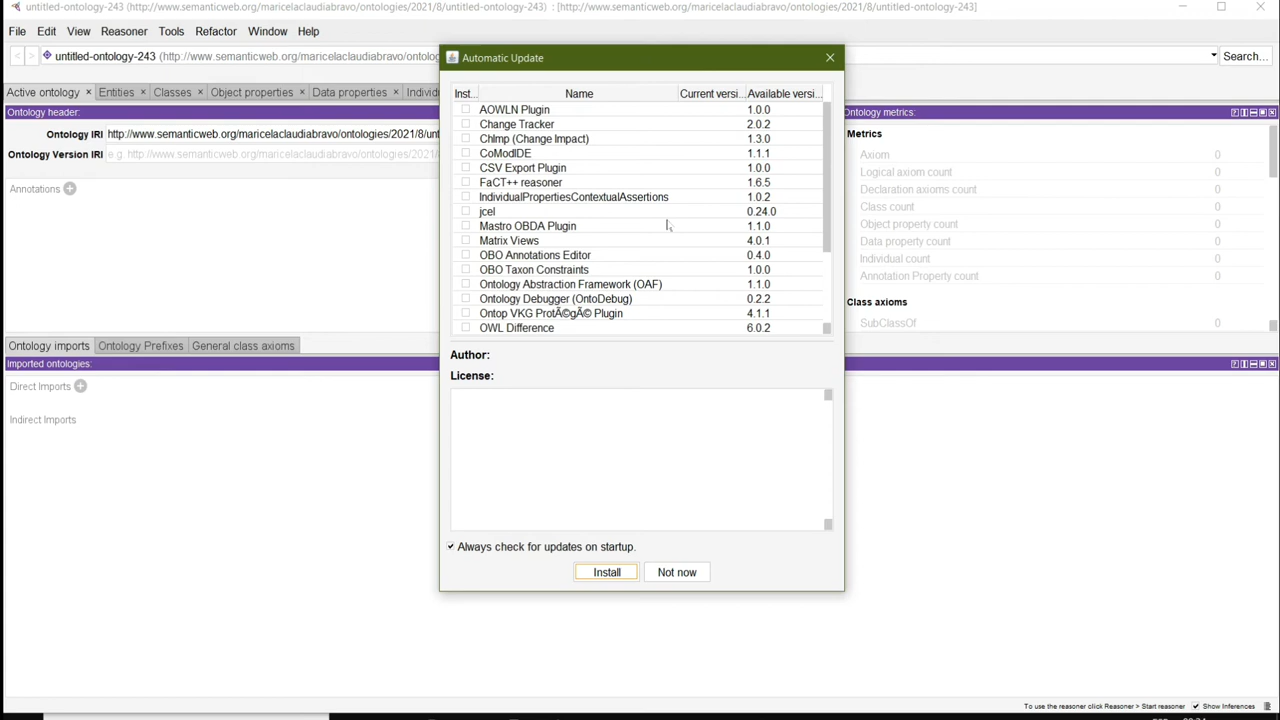 untitled-ontology-243 (http://www.semanticweb.org/maricelaclaudiabravo/ontologies/2021/8/untitled-ontology-243) : [http://www.semanticweb.org/maricelaclaudiabravo/ontologies/2021/8/untitled-ontology-243]
File Edit View Reasoner Tools Refactor Window Help
< > untitled-ontology-243 (http://www.semanticweb.org/maricelaclaudiabravo/ontolog Search...
Active ontology × Entities × Classes × Object properties × Data properties × Individ
Ontology header:
Ontology IRI http://www.semanticweb.org/maricelaclaudiabravo/ontologies/2021/8/unt
Ontology Version IRI e.g. http://www.semanticweb.org/maricelaclaudiabravo/ontologies/2021/8/
Annotations
Ontology imports Ontology Prefixes General class axioms
Imported ontologies:
Direct Imports
Indirect Imports
Automatic Update
Inst... Name Current versi... Available versi...
AOWLN Plugin 1.0.0
Change Tracker 2.0.2
ChImp (Change Impact) 1.3.0
CoModIDE 1.1.1
CSV Export Plugin 1.0.0
FaCT++ reasoner 1.6.5
IndividualPropertiesContextualAssertions 1.0.2
jcel 0.24.0
Mastro OBDA Plugin 1.1.0
Matrix Views 4.0.1
OBO Annotations Editor 0.4.0
OBO Taxon Constraints 1.0.0
Ontology Abstraction Framework (OAF) 1.1.0
Ontology Debugger (OntoDebug) 0.2.2
Ontop VKG ProtÃ©gÃ© Plugin 4.1.1
OWL Difference 6.0.2
Author:
License:
Always check for updates on startup.
Install Not now
Ontology metrics:
Metrics
Axiom 0
Logical axiom count 0
Declaration axioms count 0
Class count 0
Object property count 0
Data property count 0
Individual count 0
Annotation Property count 0
Class axioms
SubClassOf 0
To use the reasoner click Reasoner > Start reasoner Show Inferences